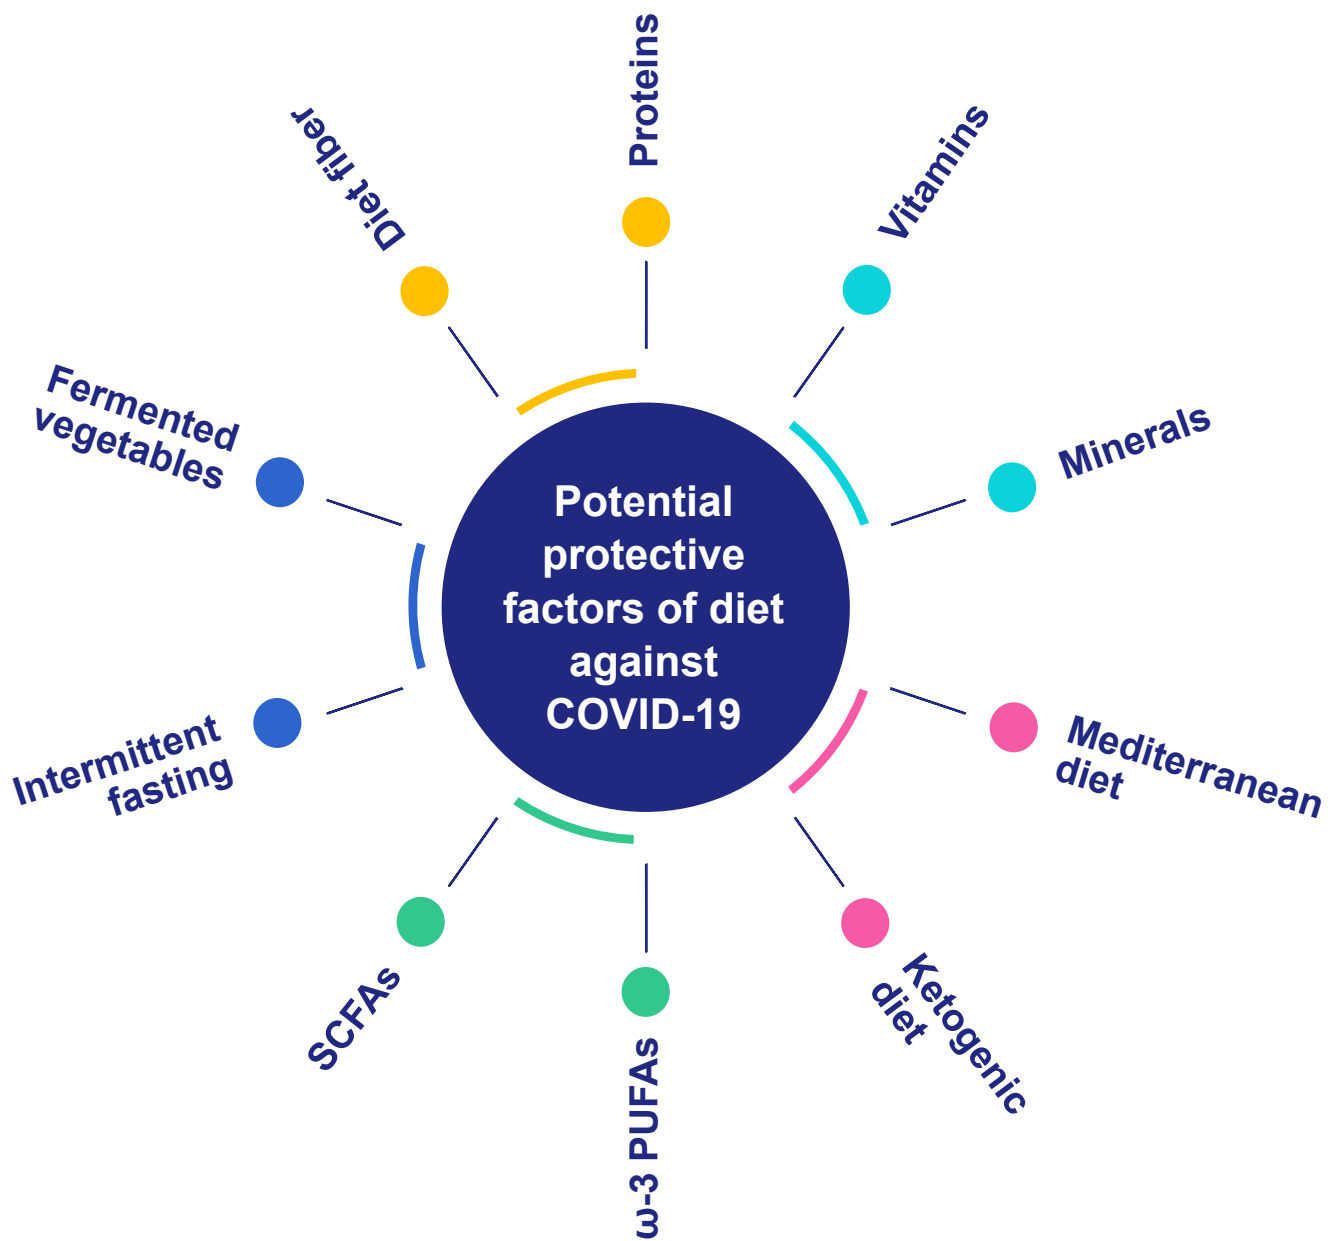 Proteins
Vitamins
Minerals
Mediterranean
diet
Ketogenic
diet
ω-3 PUFAs
SCFAs
Intermittent
fasting
Fermented
vegetables
Diet fiber
Potential
protective
factors of diet
against
COVID-19